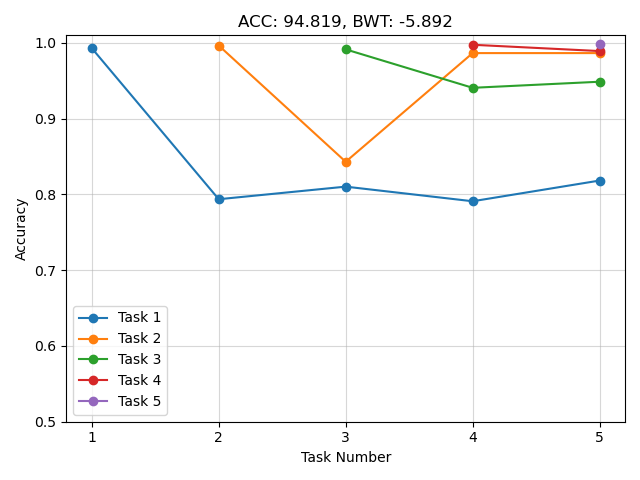 ACC: 94.819, BWT: -5.892
1.0
0.9
0.8
0.7
0.6
0.5
Accuracy
Task 1
Task 2
Task 3
Task 4
Task 5
1 2 3 4 5
Task Number